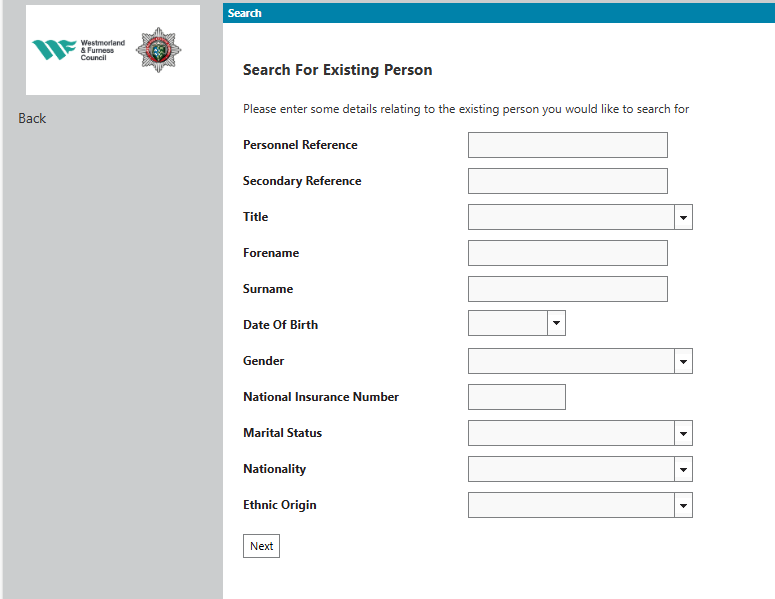 Westmorland
& Furness
Council
Back
Search
Search For Existing Person
Please enter some details relating to the existing person you would like to search for
Personnel Reference
Secondary Reference
Title
Forename
Surname
Date Of Birth
Gender
National Insurance Number
Marital Status
Nationality
Ethnic Origin
Next